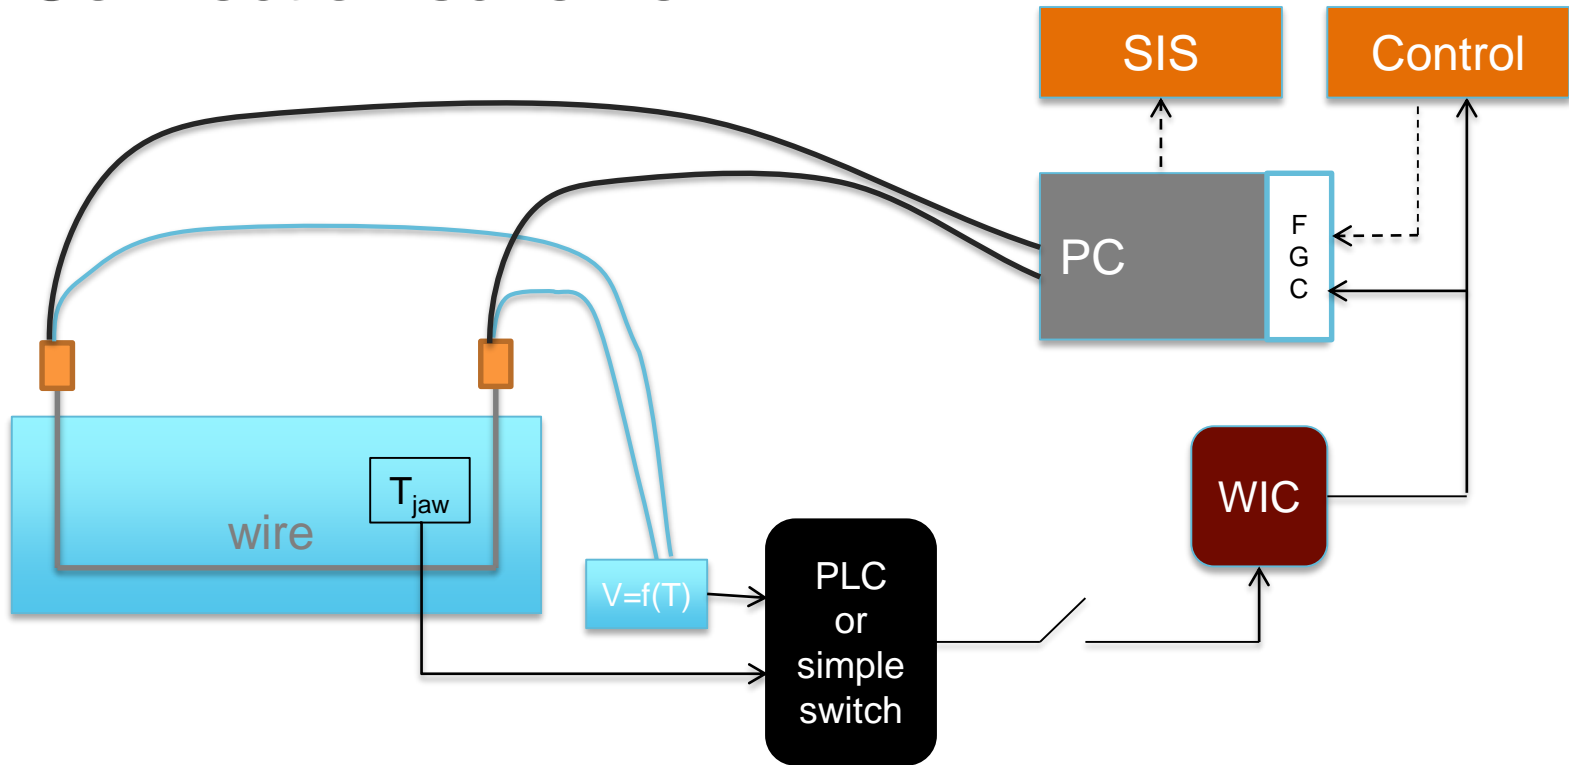 SIS
Control
PC
F
G
C
T_jaw
wire
WIC
V=f(T)
PLC
or
simple
switch